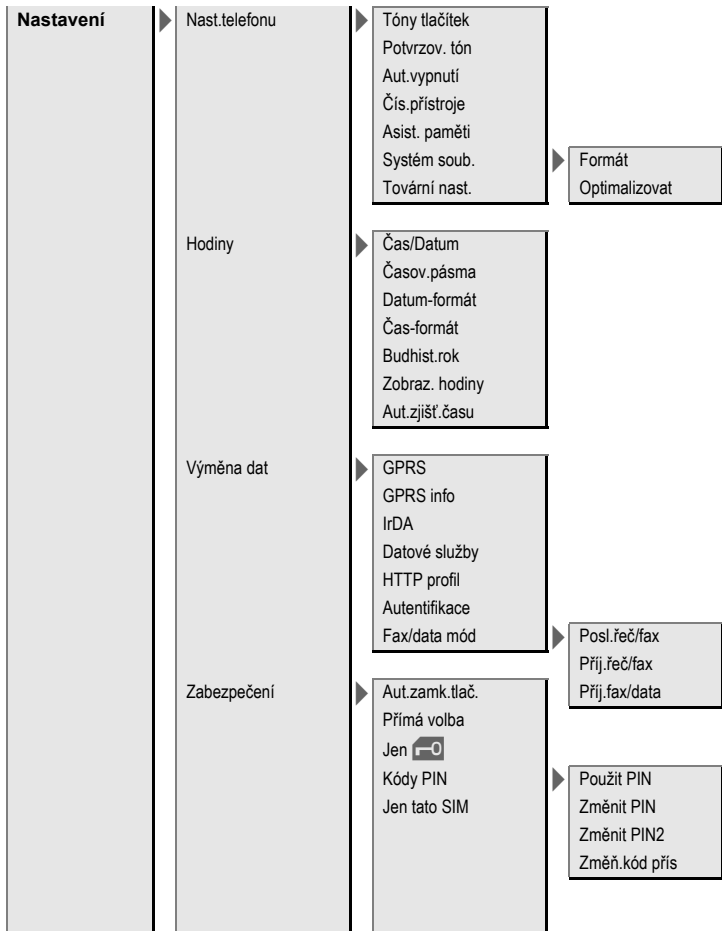 Nastavení
Nast.telefonu
Tóny tlačítek
Potvrzov. tón
Aut.vypnutí
Čís.přístroje
Asist. paměti
Systém soub.
Formát
Optimalizovat
Tovární nast.
Hodiny
Čas/Datum
Časov.pásma
Datum-formát
Čas-formát
Budhist.rok
Zobraz. hodiny
Aut.zjišť.času
Výměna dat
GPRS
GPRS info
IrDA
Datové služby
HTTP profil
Autentifikace
Fax/data mód
Posl.řeč/fax
Příj.řeč/fax
Příj.fax/data
Zabezpečení
Aut.zamk.tlač.
Přímá volba
Jen
Kódy PIN
Použit PIN
Změnit PIN
Změnit PIN2
Změň.kód přís
Jen tato SIM